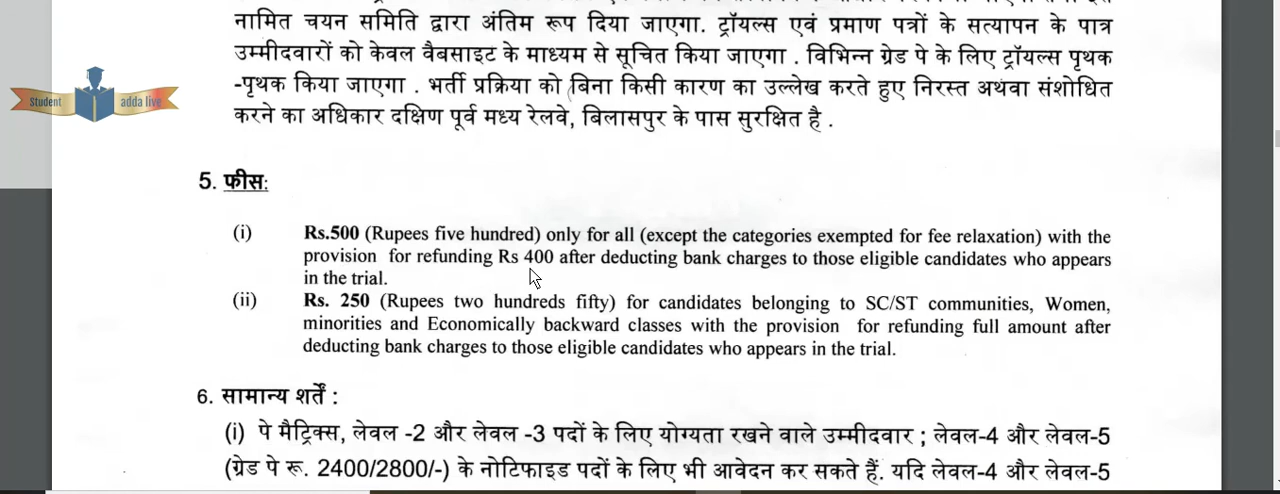 नामित चयन समिति द्वारा अंतिम रूप दिया जाएगा. ट्रॉयल्स एवं प्रमाण पत्रों के सत्यापन के पात्र
उम्मीदवारों को केवल वैबसाइट के माध्यम से सूचित किया जाएगा . विभिन्न ग्रेड पे के लिए ट्रॉयल्स पृथक
-पृथक किया जाएगा . भर्ती प्रक्रिया को बिना किसी कारण का उल्लेख करते हुए निरस्त अथवा संशोधित
करने का अधिकार दक्षिण पूर्व मध्य रेलवे, बिलासपुर के पास सुरक्षित है .
Student adda live
5. फीस:
(i) Rs.500 (Rupees five hundred) only for all (except the categories exempted for fee relaxation) with the
provision for refunding Rs 400 after deducting bank charges to those eligible candidates who appears
in the trial.
(ii) Rs. 250 (Rupees two hundreds fifty) for candidates belonging to SC/ST communities, Women,
minorities and Economically backward classes with the provision for refunding full amount after
deducting bank charges to those eligible candidates who appears in the trial.
6. सामान्य शर्तें :
(i) पे मैट्रिक्स, लेवल -2 और लेवल -3 पदों के लिए योग्यता रखने वाले उम्मीदवार ; लेवल-4 और लेवल-5
(ग्रेड पे रू. 2400/2800/-) के नोटिफाइड पदों के लिए भी आवेदन कर सकते हैं. यदि लेवल-4 और लेवल-5